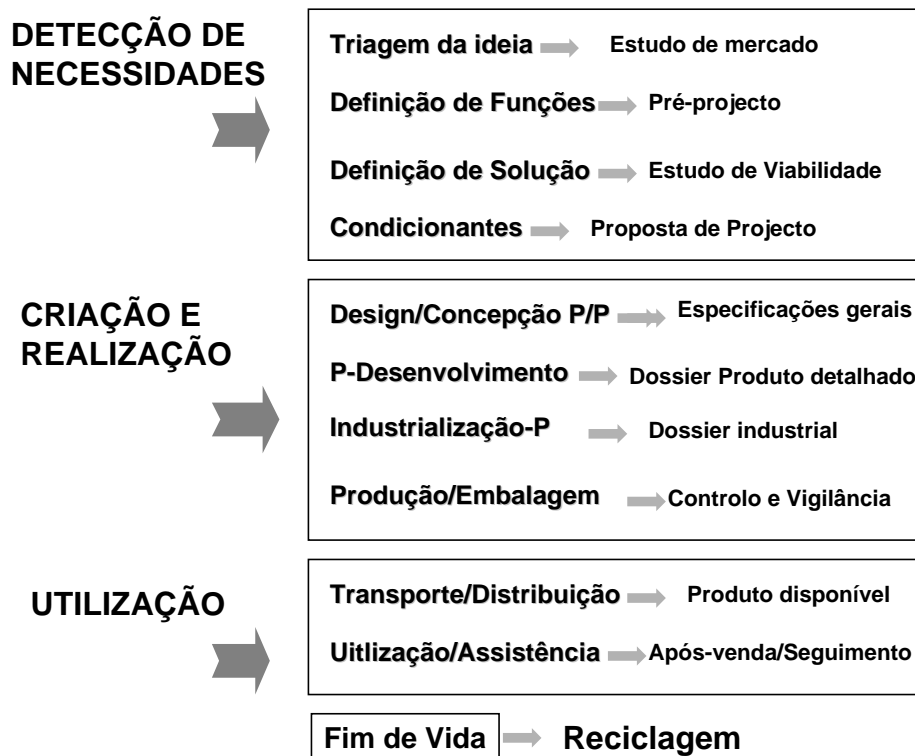 DETECÇÃO DE
NECESSIDADES
Triagem da ideia Estudo de mercado
Definição de Funções Pré-projecto
Definição de Solução Estudo de Viabilidade
Condicionantes Proposta de Projecto
CRIAÇÃO E
REALIZAÇÃO
Design/Concepção P/P Especificações gerais
P-Desenvolvimento Dossier Produto detalhado
Industrialização-P Dossier industrial
Produção/Embalagem Controlo e Vigilância
UTILIZAÇÃO
Transporte/Distribuição Produto disponível
Uitlização/Assistência Após-venda/Seguimento
Fim de Vida Reciclagem